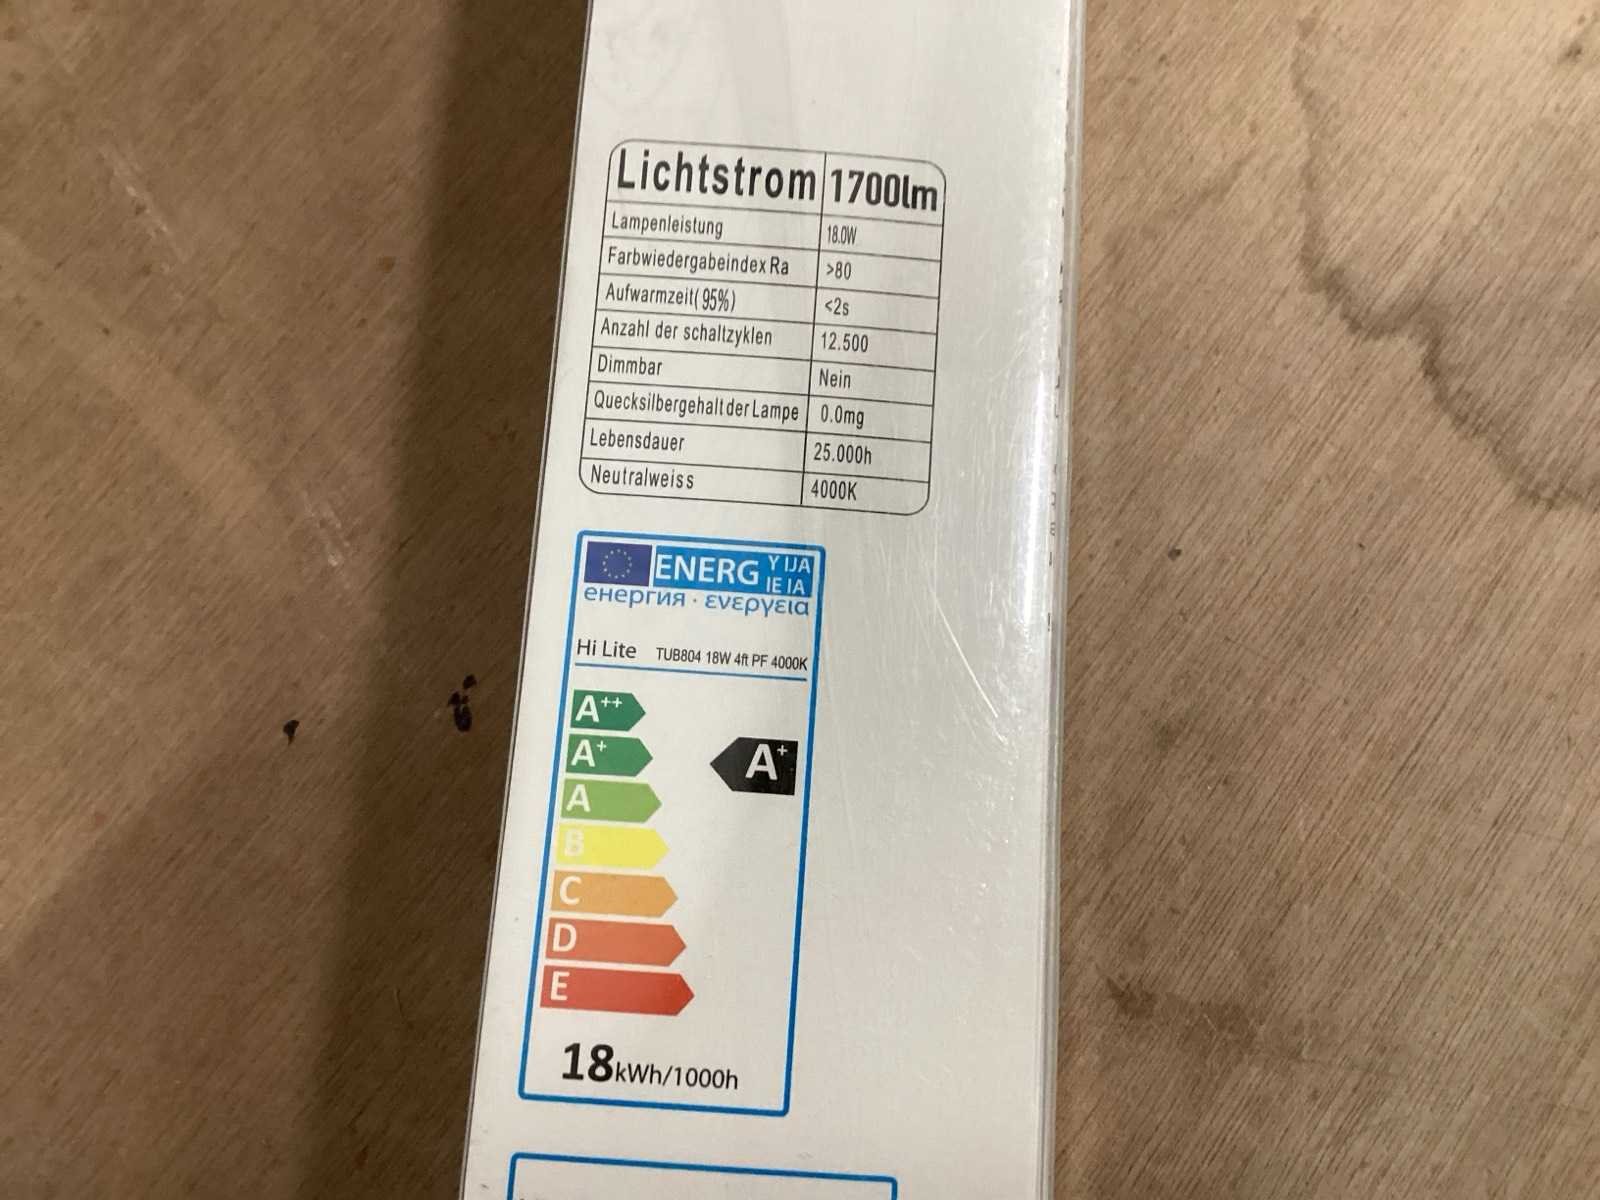 Lichtstrom 1700lm
Lampenleistung 18.0W
Farbwiedergabeindex Ra >80
Aufwarmzeit( 95%) <2s
Anzahl der schaltzyklen 12.500
Dimmbar Nein
Quecksilbergehalt der Lampe 0.0mg
Lebensdauer 25.000h
Neutralweiss 4000K
ENERG Y IJA
IE IA
енергия · ενεργεια
Hi Lite TUB804 18W 4ft PF 4000K
A++
A+ A+
A
B
C
D
E
18kWh/1000h